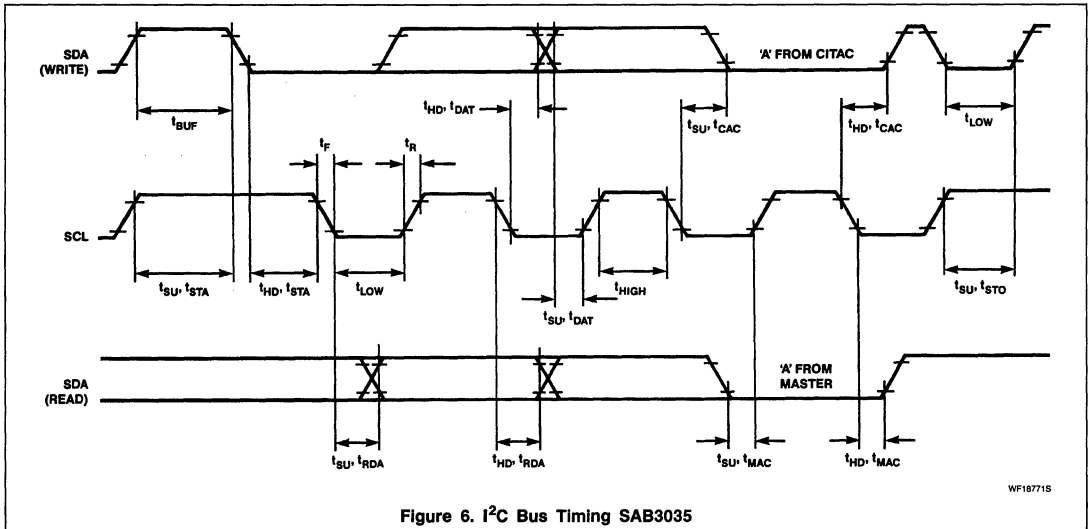 SDA
(WRITE)
'A' FROM CITAC
tBUF
tHD, tDAT
tSU, tCAC
tHD, tCAC
tLOW
tF
tR
SCL
tSU, tSTA
tHD, tSTA
tLOW
tSU, tDAT
tHIGH
tSU, tSTO
SDA
(READ)
'A' FROM
MASTER
tSU, tRDA
tHD, tRDA
tSU, tMAC
tHD, tMAC
WF18771S
Figure 6. I²C Bus Timing SAB3035